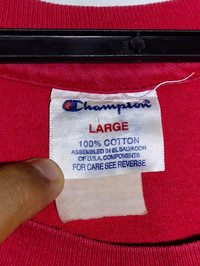 Champion
LARGE
100% COTTON
ASSEMBLED IN EL SALVADOR
OF U.S.A. COMPONENTS
FOR CARE SEE REVERSE